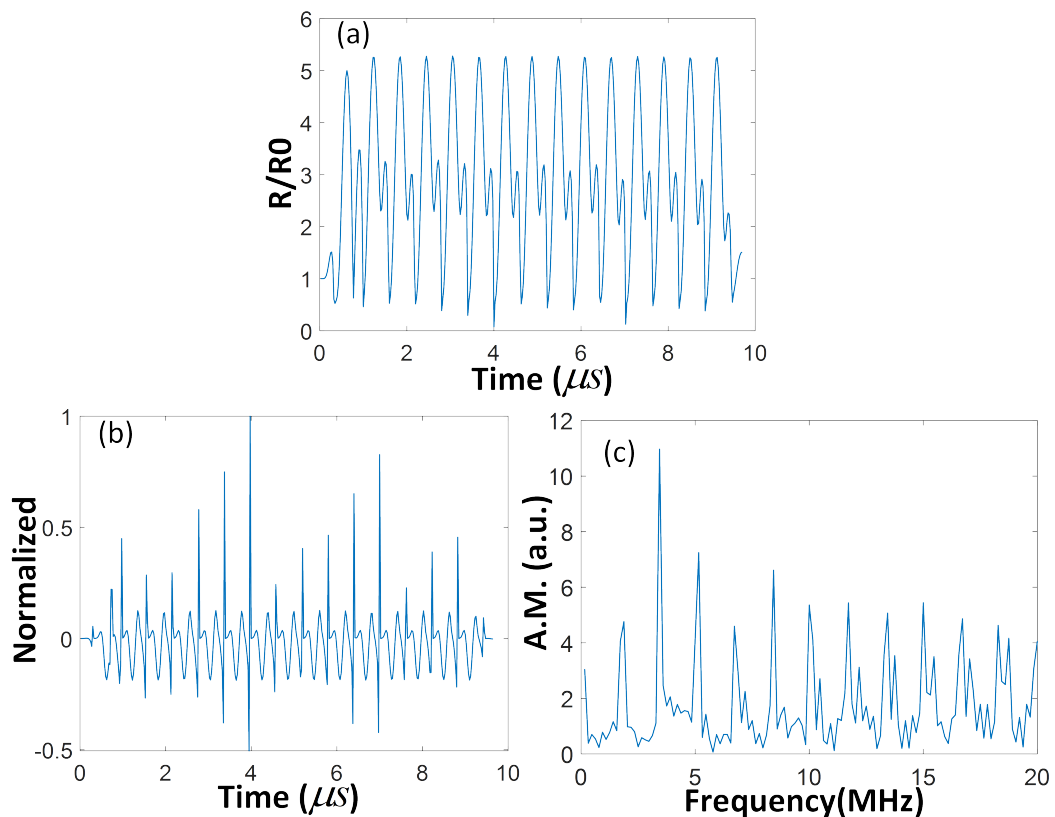 (a)
6
5
4
3
2
1
0
R/R0
0 2 4 6 8 10
Time (μs)
(b)
1
0.5
0
-0.5
Normalized
0 2 4 6 8 10
Time (μs)
(c)
12
10
8
6
4
2
0
A.M. (a.u.)
0 5 10 15 20
Frequency(MHz)